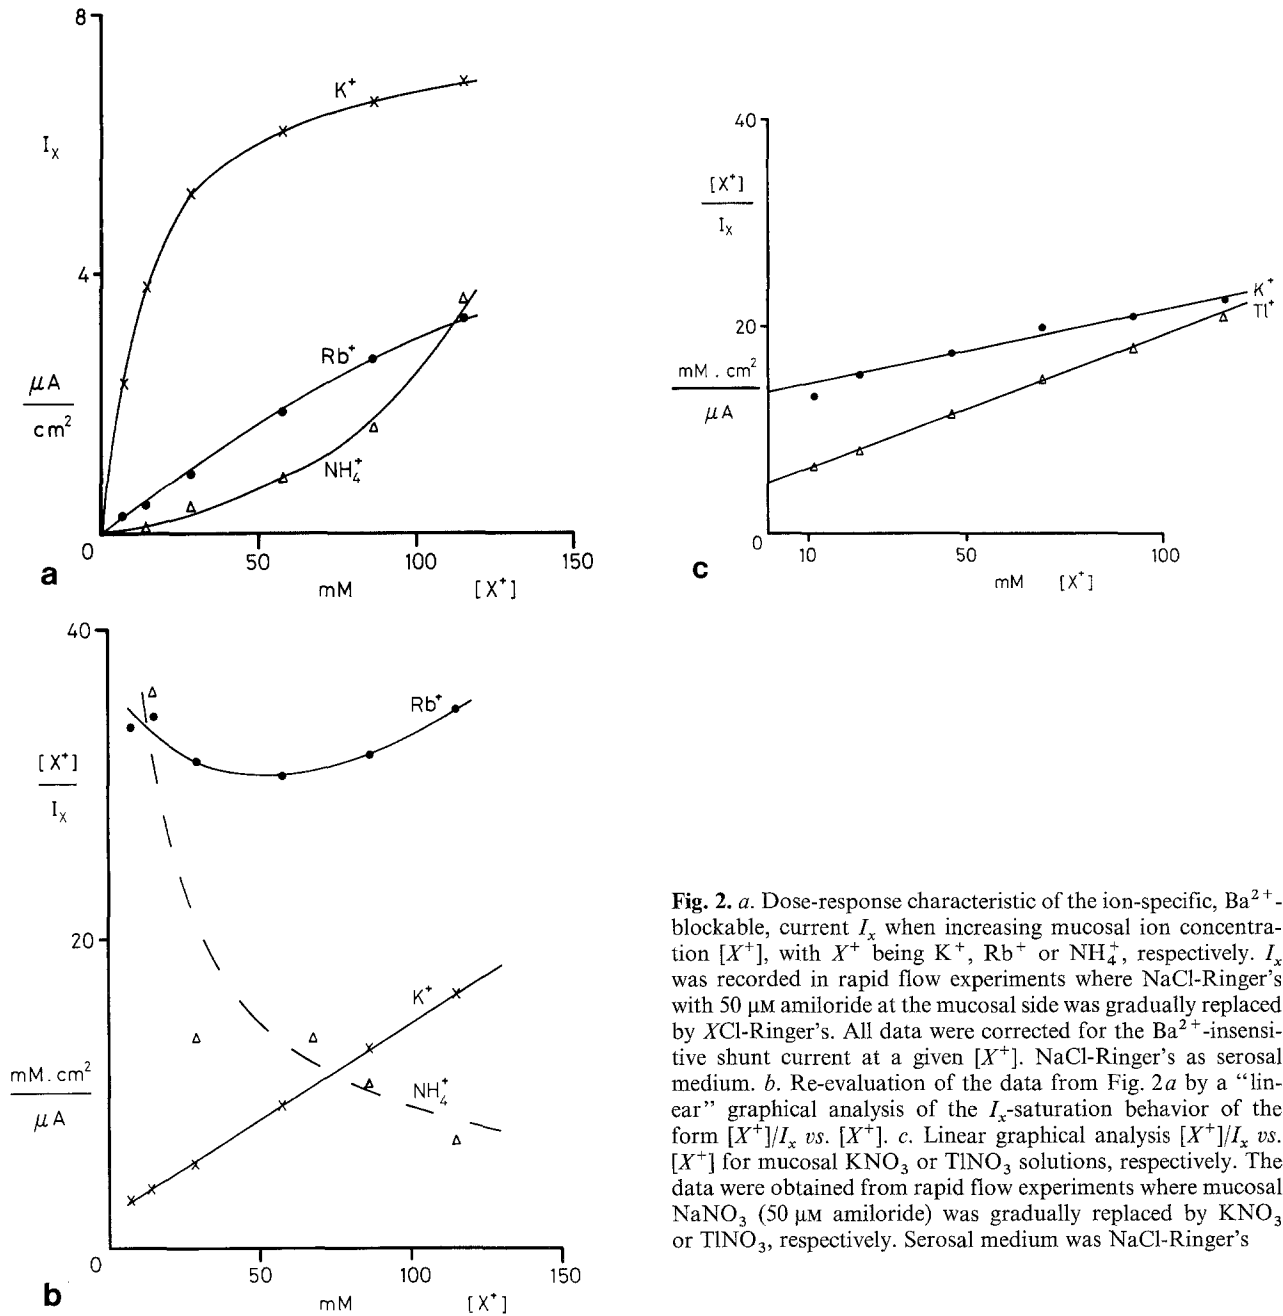 8
K⁺
I_X
4
Rb⁺
μA
cm²
NH₄⁺
0
50
100
150
mM
[X⁺]
a
40
[X⁺]
I_X
K⁺
Tl⁺
20
mM . cm²
μA
0
10
50
100
mM
[X⁺]
c
40
Rb⁺
[X⁺]
I_X
20
K⁺
mM. cm²
μA
NH₄⁺
0
50
100
mM
[X⁺]
b
Fig. 2. a. Dose-response characteristic of the ion-specific, Ba²⁺-
blockable, current Iₓ when increasing mucosal ion concentra-
tion [X⁺], with X⁺ being K⁺, Rb⁺ or NH₄⁺, respectively. Iₓ
was recorded in rapid flow experiments where NaCl-Ringer's
with 50 μM amiloride at the mucosal side was gradually replaced
by XCl-Ringer's. All data were corrected for the Ba²⁺-insensi-
tive shunt current at a given [X⁺]. NaCl-Ringer's as serosal
medium. b. Re-evaluation of the data from Fig. 2a by a “lin-
ear” graphical analysis of the Iₓ-saturation behavior of the
form [X⁺]/Iₓ vs. [X⁺]. c. Linear graphical analysis [X⁺]/Iₓ vs.
[X⁺] for mucosal KNO₃ or TlNO₃ solutions, respectively. The
data were obtained from rapid flow experiments where mucosal
NaNO₃ (50 μM amiloride) was gradually replaced by KNO₃
or TlNO₃, respectively. Serosal medium was NaCl-Ringer's